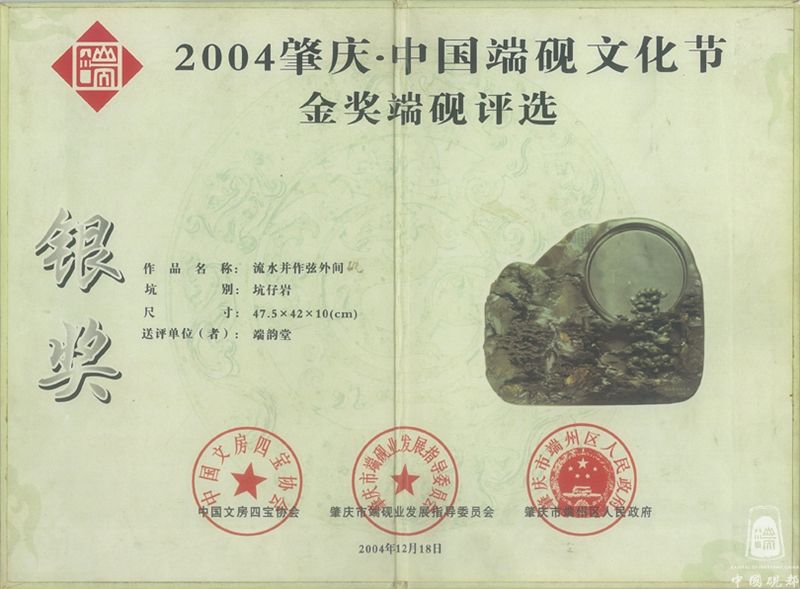 2004肇庆·中国端砚文化节
金奖端砚评选
银奖
作品名称：流水并作弦外间砚
坑别：坑仔岩
尺寸：47.5×42×10(cm)
送评单位（者）：端韵堂
中国文房四宝协会
肇庆市端砚业发展指导委员会
肇庆市端州区人民政府
中国文房四宝协会
肇庆市端砚业发展指导委员会
肇庆市端州区人民政府
2004年12月18日
端
中国砚都